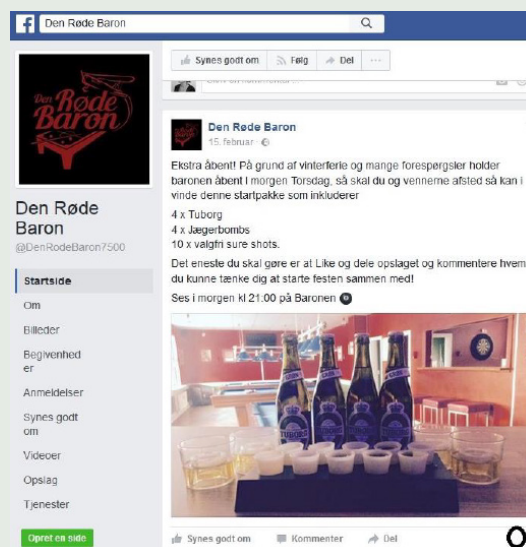 Den Røde Baron
Synes godt om Følg Del ...
Den Røde Baron
Den Røde Baron
15. februar
Ekstra åbent! På grund af vinterferie og mange forespørgsler holder
baronen åbent I morgen Torsdag, så skal du og vennerne afsted så kan i
vinde denne startpakke som inkluderer
4 x Tuborg
4 x Jægerbombs
10 x valgfri sure shots.
Det eneste du skal gøre er at Like og dele opslaget og kommentere hvem
du kunne tænke dig at starte festen sammen med!
Ses i morgen kl 21:00 på Baronen
Den Røde
Baron
@DenRodeBaron7500
Startside
Om
Billeder
Begivenhed
er
Anmeldelser
Synes godt
om
Videoer
Opslag
Tjenester
Opret en side
TUBORG
Synes godt om Kommenter Del